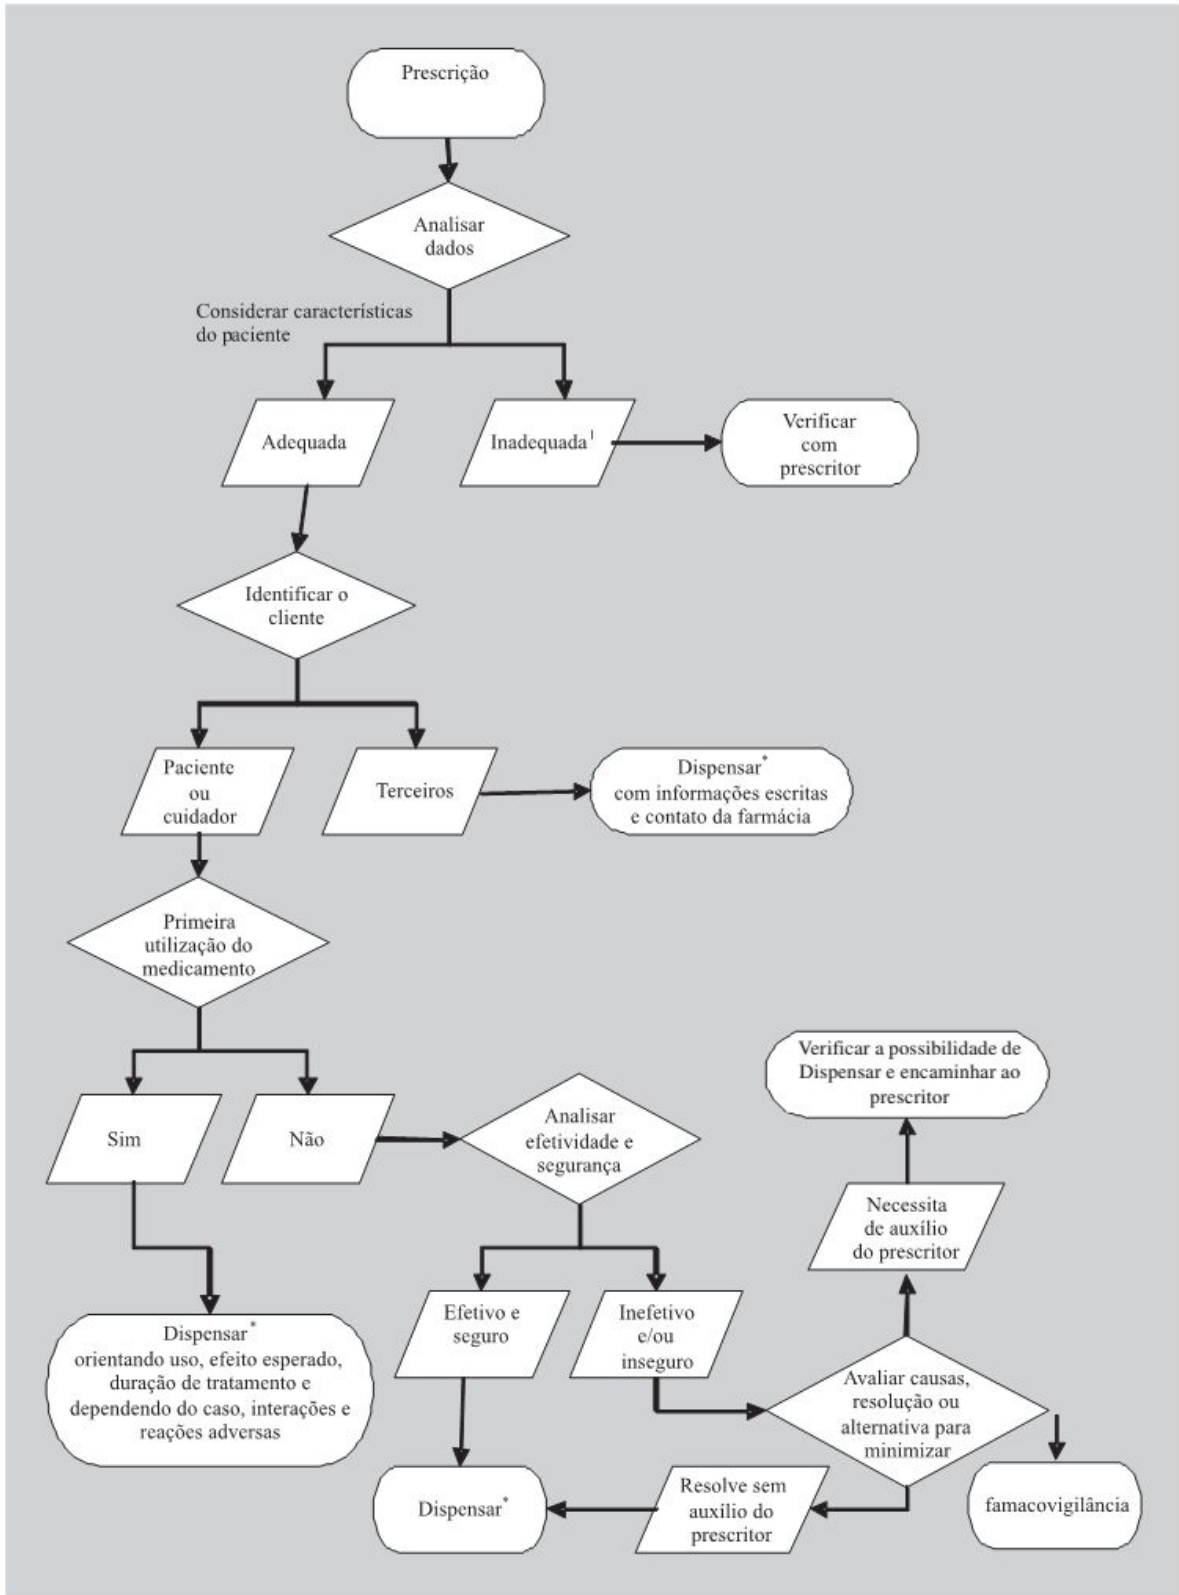 Prescrição
Analisar
dados
Considerar características
do paciente
Adequada
Inadequada¹
Verificar
com
prescritor
Identificar o
cliente
Paciente
ou
cuidador
Terceiros
Dispensar*
com informações escritas
e contato da farmácia
Primeira
utilização do
medicamento
Sim
Não
Analisar
efetividade e
segurança
Verificar a possibilidade de
Dispensar e encaminhar ao
prescritor
Necessita
de auxílio
do prescritor
Dispensar*
orientando uso, efeito esperado,
duração de tratamento e
dependendo do caso, interações e
reações adversas
Efetivo e
seguro
Inefetivo
e/ou
inseguro
Avaliar causas,
resolução ou
alternativa para
minimizar
Dispensar*
Resolve sem
auxílio do
prescritor
famacovigilância